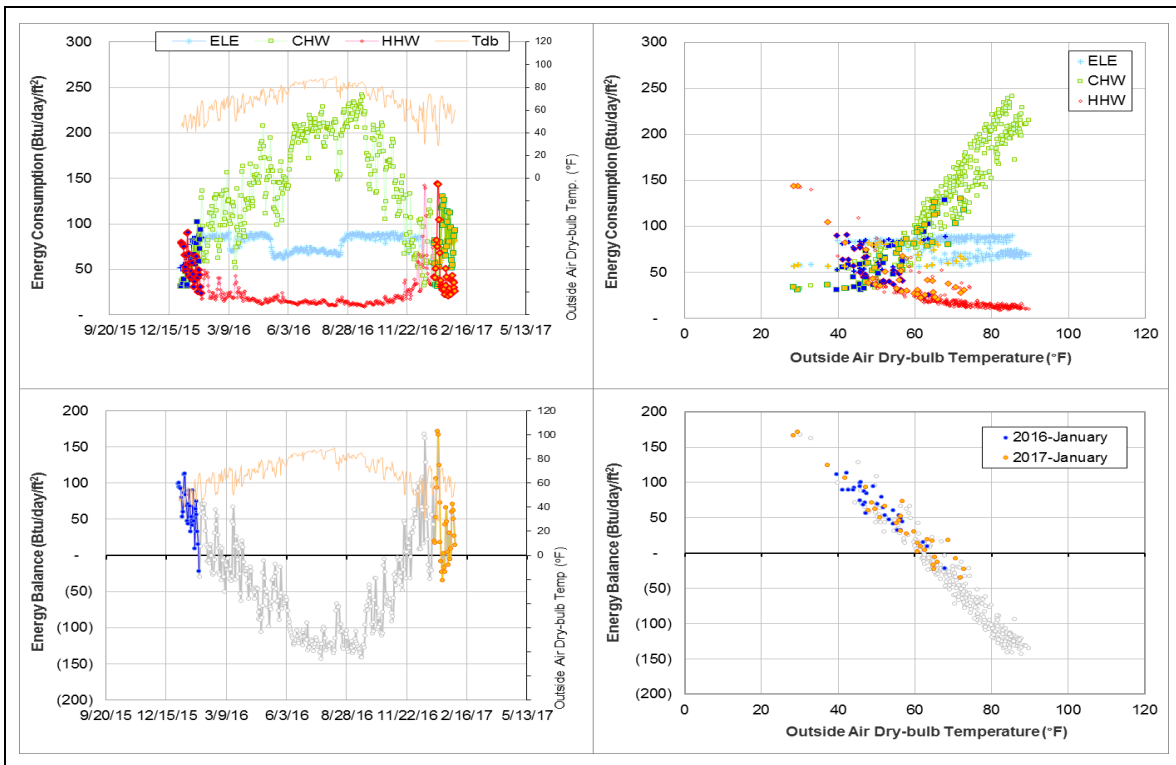 ELE CHW HHW Tdb
Energy Consumption (Btu/day/ft²)
300
250
200
150
100
50
-
120
100
80
60
40
20
0
Outside Air Dry-bulb Temp. (°F)
9/20/15 12/15/15 3/9/16 6/3/16 8/28/16 11/22/16 2/16/17 5/13/17
Energy Consumption (Btu/day/ft²)
300
250
200
150
100
50
-
ELE
CHW
HHW
0 20 40 60 80 100 120
Outside Air Dry-bulb Temperature (°F)
Energy Balance (Btu/day/ft²)
200
150
100
50
-
(50)
(100)
(150)
(200)
120
100
80
60
40
20
0
Outside Air Dry-bulb Temp (°F)
9/20/15 12/15/15 3/9/16 6/3/16 8/28/16 11/22/16 2/16/17 5/13/17
Energy Balance (Btu/day/ft²)
200
150
100
50
-
(50)
(100)
(150)
(200)
2016-January
2017-January
0 20 40 60 80 100 120
Outside Air Dry-bulb Temperature (°F)